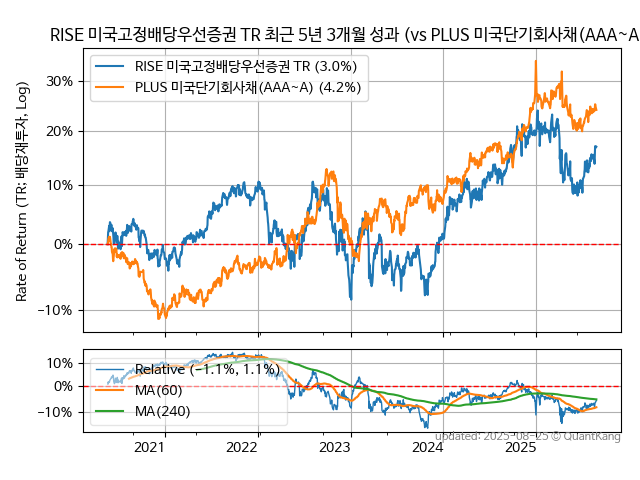 RISE 미국고정배당우선증권 TR 최근 5년 3개월 성과 (vs PLUS 미국단기회사채(AAA~A
RISE 미국고정배당우선증권 TR (3.0%)
PLUS 미국단기회사채(AAA~A) (4.2%)
Rate of Return (TR: 배당재투자, Log)
30%
20%
10%
0%
−10%
Relative (−1.1%, 1.1%)
MA(60)
MA(240)
10%
0%
−10%
2021 2022 2023 2024 2025
updated: 2025-08-25 © QuantKang